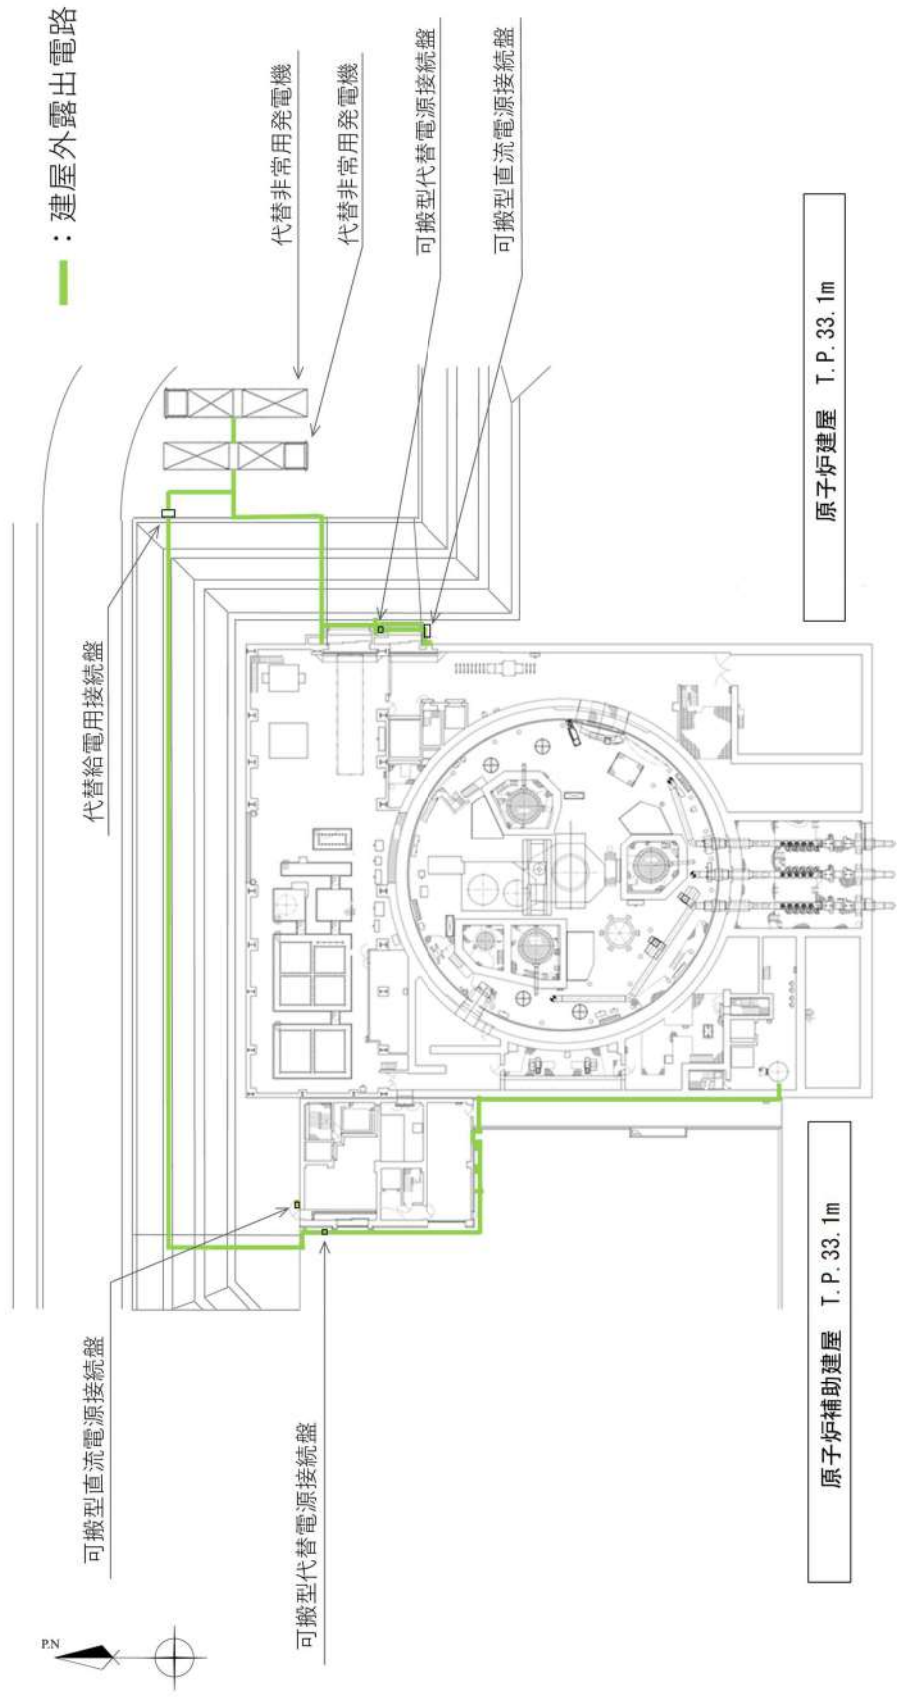 ━：建屋外露出電路
代替非常用発電機
代替非常用発電機
可搬型代替電源接続盤
可搬型直流電源接続盤
代替給電用接続盤
可搬型直流電源接続盤
可搬型代替電源接続盤
原子炉建屋　T.P.33.1m
原子炉補助建屋　T.P.33.1m
P.N